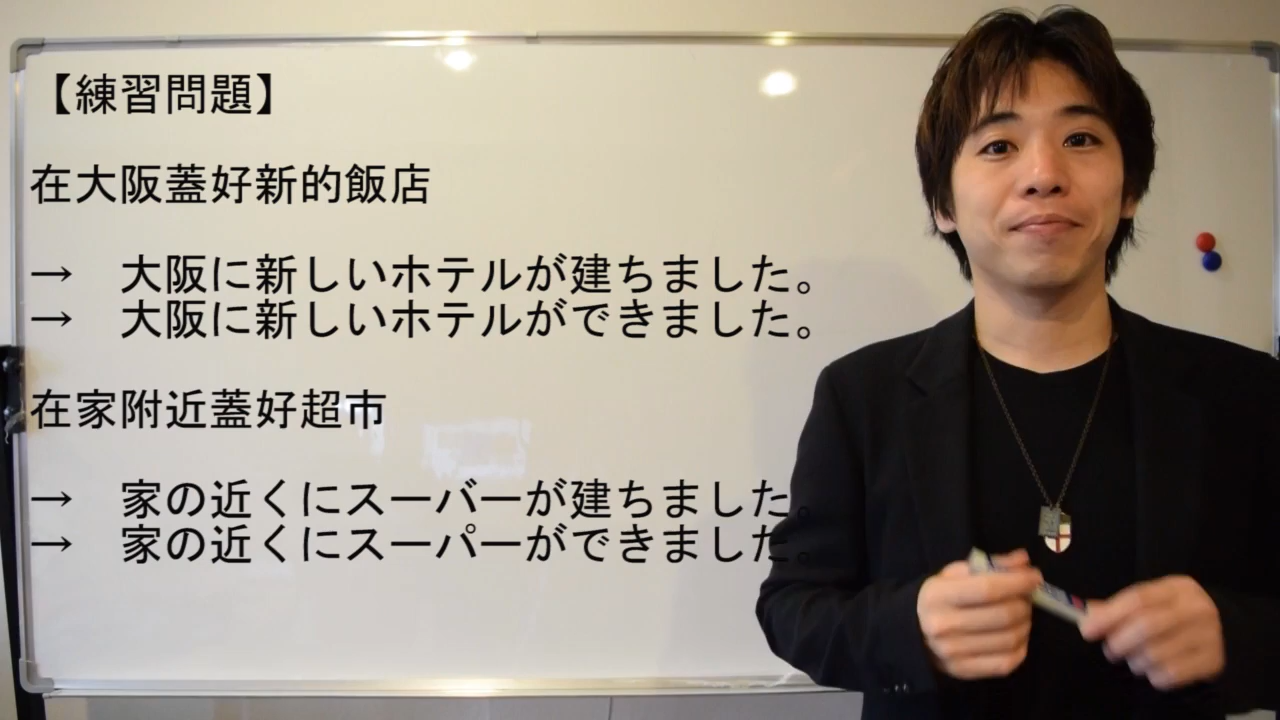 【練習問題】
在大阪蓋好新的飯店
→　大阪に新しいホテルが建ちました。
→　大阪に新しいホテルができました。
在家附近蓋好超市
→　家の近くにスーバーが建ちました。
→　家の近くにスーパーができました。